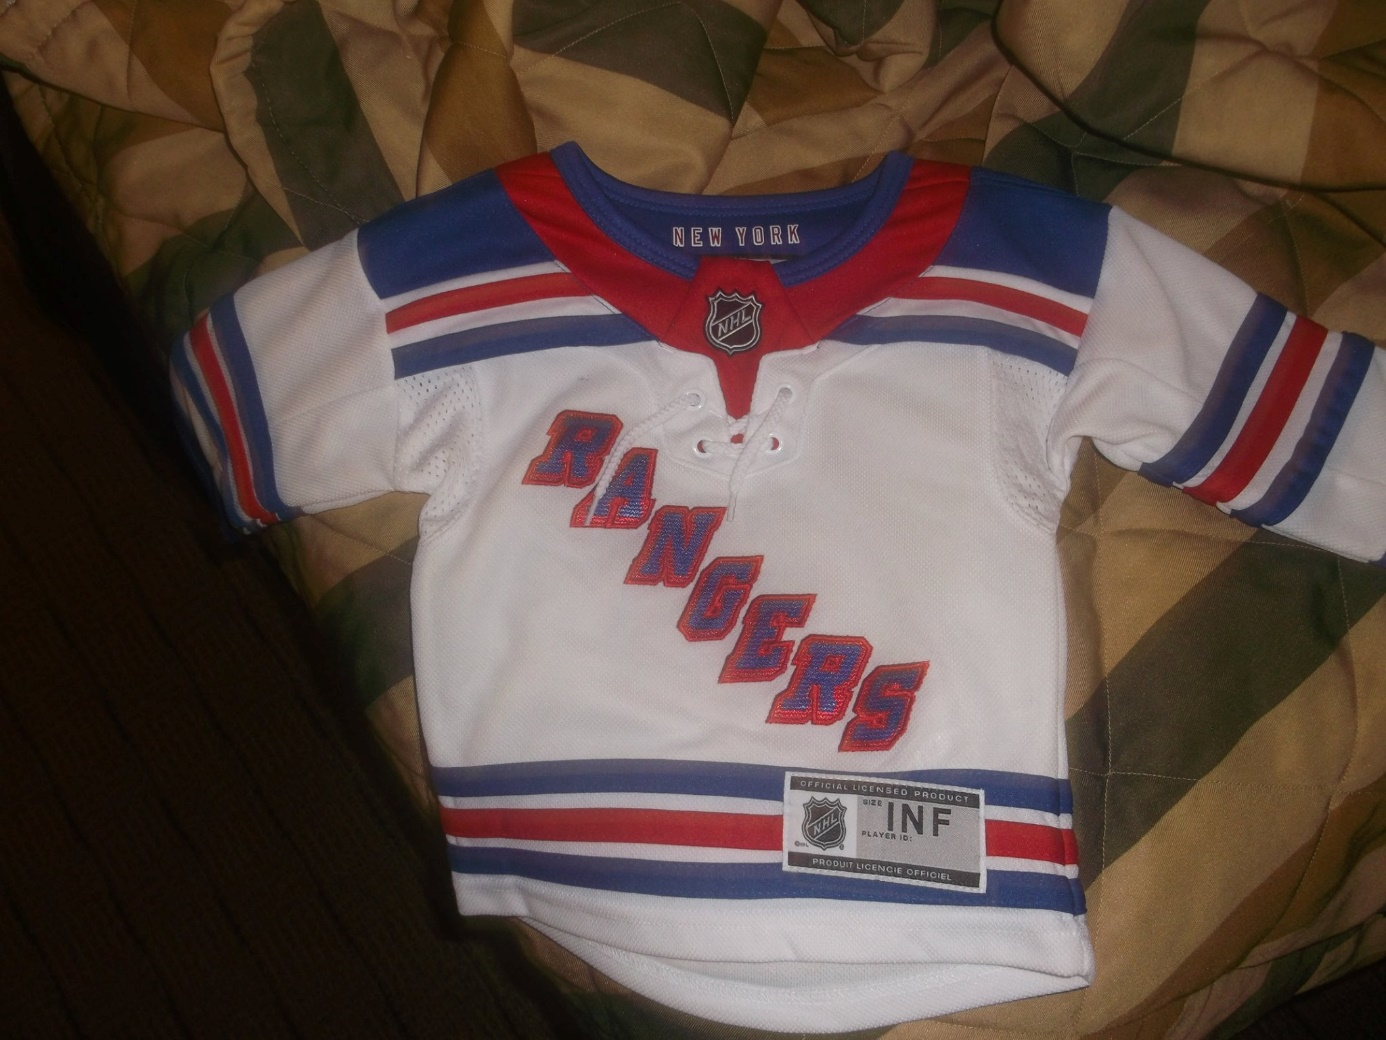 NEW YORK
NHL
RANGERS
OFFICIAL LICENSED PRODUCT
NHL
SIZE INF
PLAYER ID:
PRODUIT LICENCIE OFFICIEL